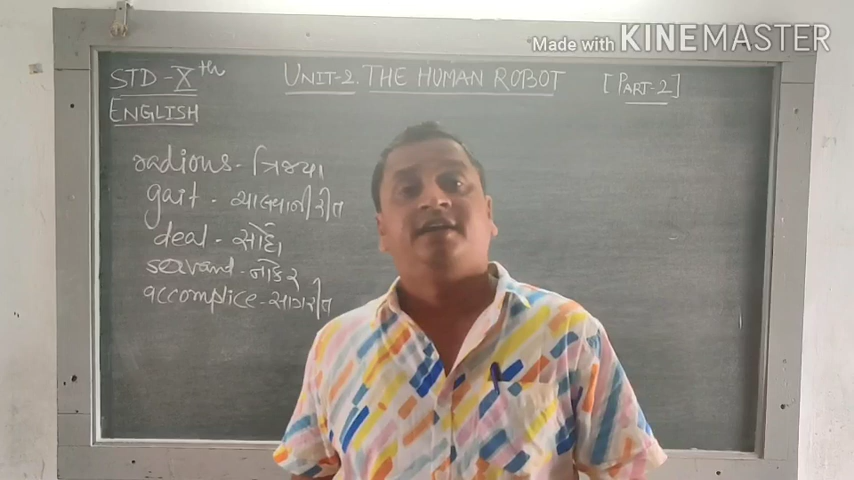 Made with KINEMASTER
STD - Xth UNIT-2. THE HUMAN ROBOT [PART-2]
ENGLISH
radious - ત્રિજ્યા
gait - ચાલવાની રીત
deal - સોદો
servant - નોકર
accomplice - સાગરીત